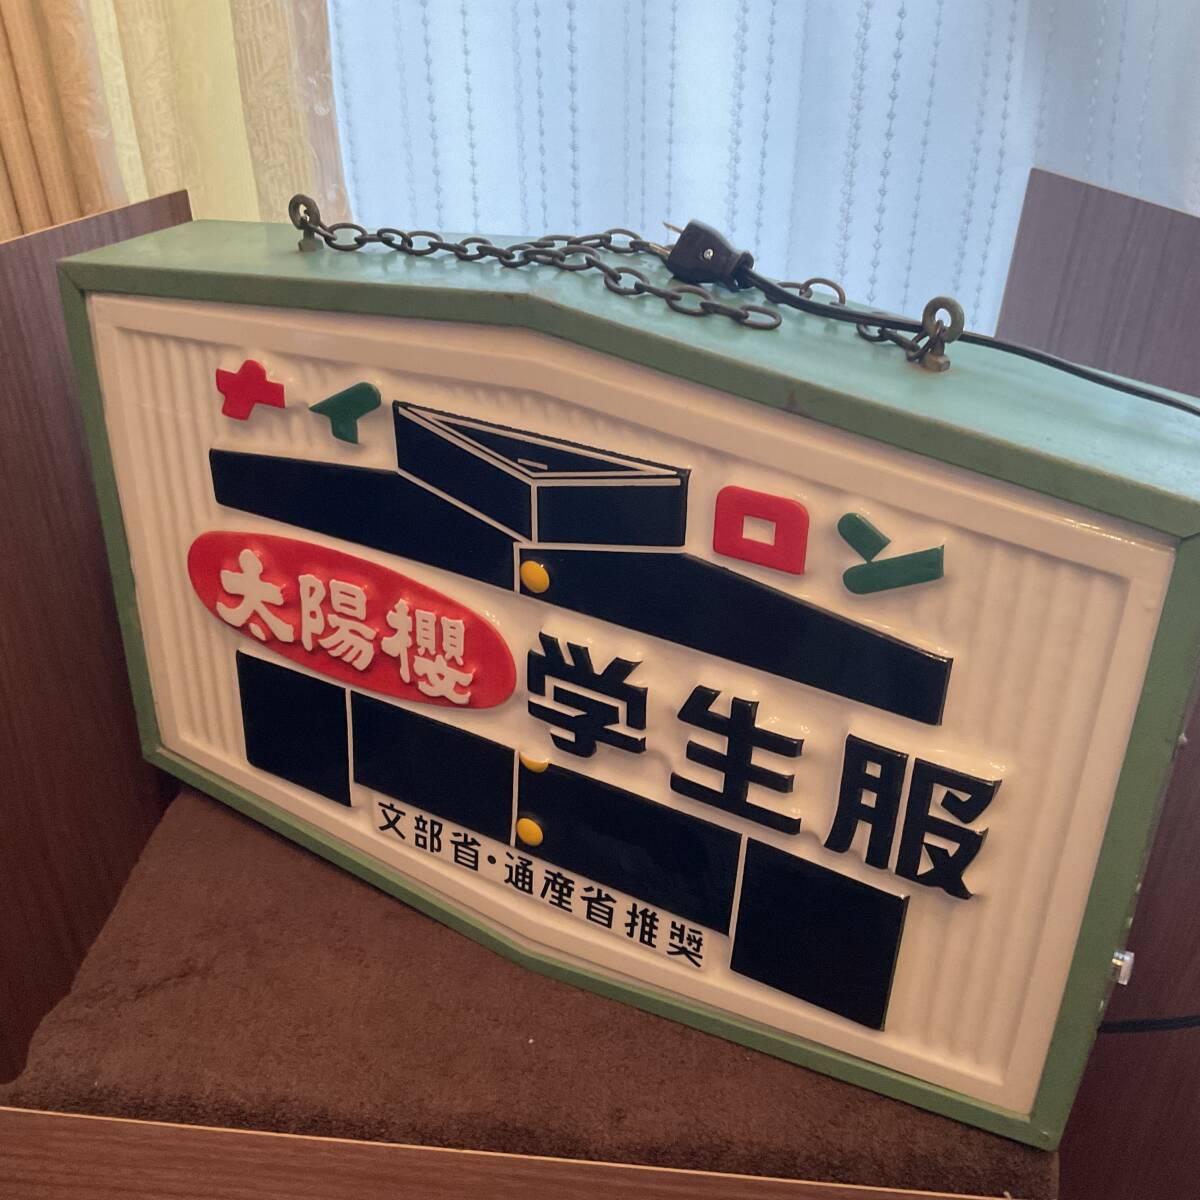 ナイロン
太陽櫻
学生服
文部省・通産省推奨